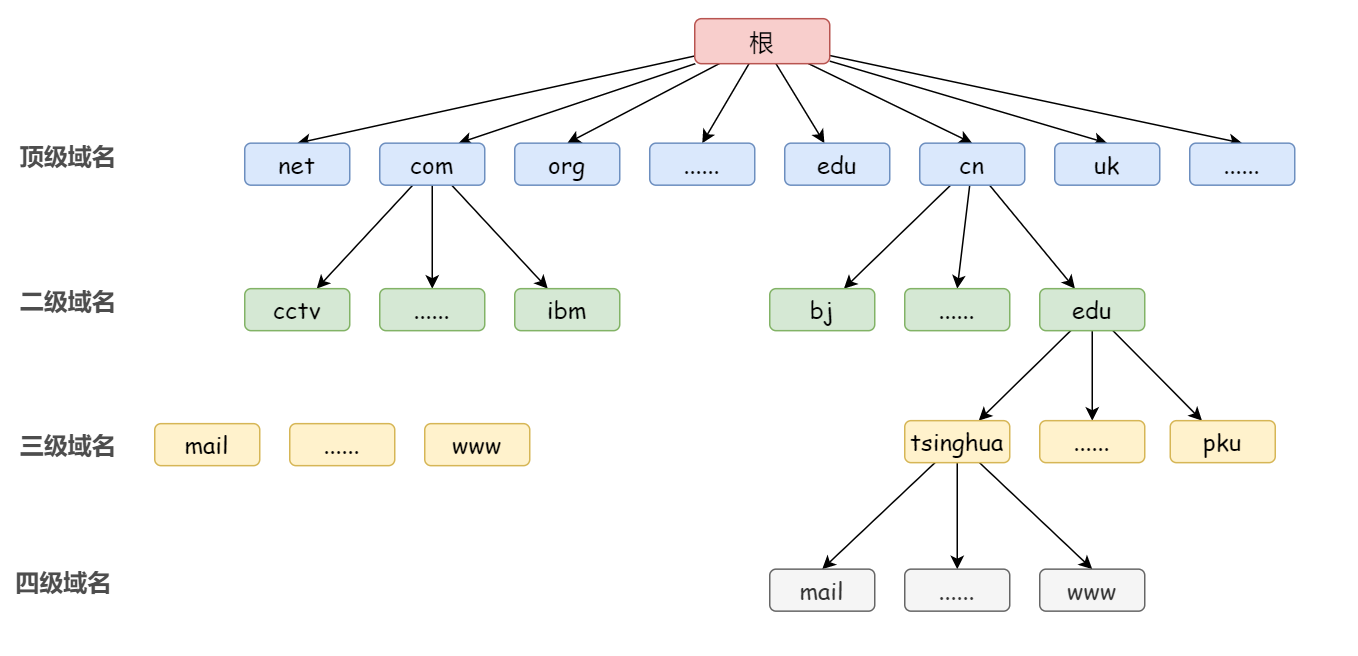 根
顶级域名
net
com
org
......
edu
cn
uk
......
二级域名
cctv
......
ibm
bj
......
edu
三级域名
mail
......
www
tsinghua
......
pku
四级域名
mail
......
www